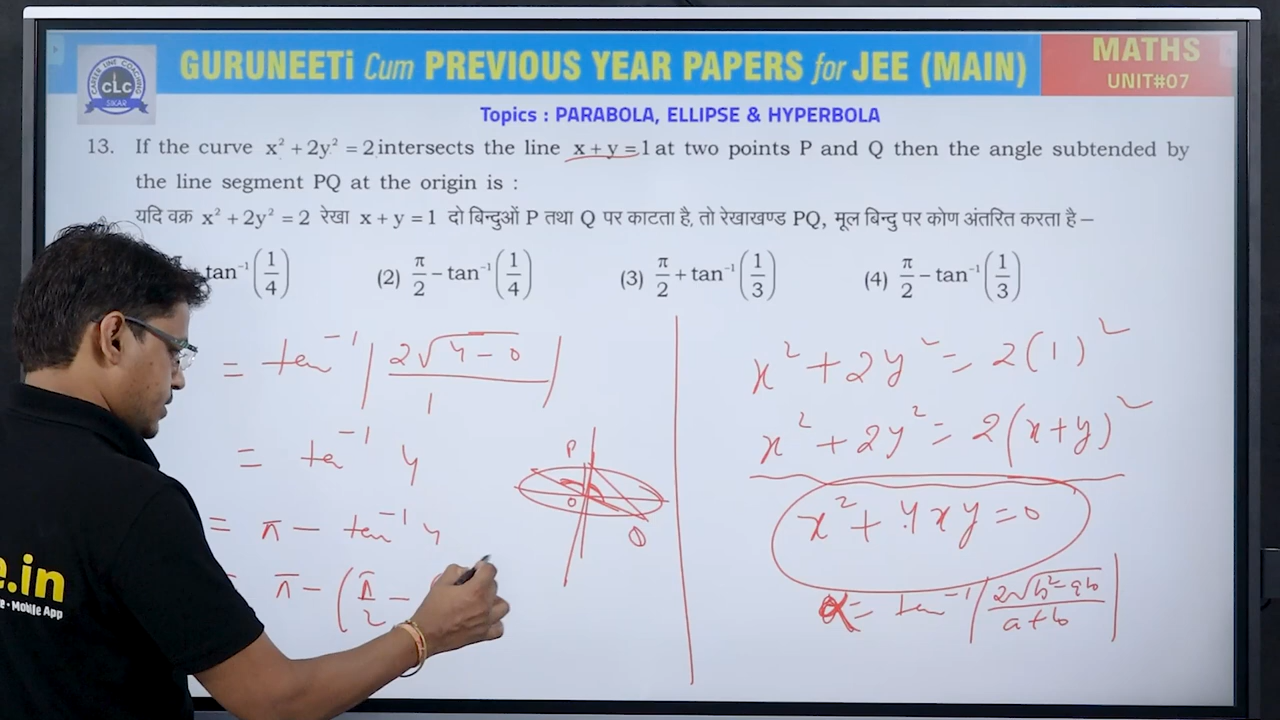 GURUNEETi Cum PREVIOUS YEAR PAPERS for JEE (MAIN)
MATHS
UNIT#07
CLC
SIKAR
Topics : PARABOLA, ELLIPSE & HYPERBOLA
13. If the curve x² + 2y² = 2 intersects the line x + y = 1 at two points P and Q then the angle subtended by
the line segment PQ at the origin is :
यदि वक्र x² + 2y² = 2 रेखा x + y = 1 दो बिन्दुओं P तथा Q पर काटता है, तो रेखाखण्ड PQ, मूल बिन्दु पर कोण अंतरित करता है –
tan⁻¹(1/4) (2) π/2 − tan⁻¹(1/4) (3) π/2 + tan⁻¹(1/3) (4) π/2 − tan⁻¹(1/3)
= tan⁻¹ | 2√(4−0) / 1 |
= tan⁻¹ 4
= π − tan⁻¹ 4
= π − (π/2 −
P
O
Q
x² + 2y² = 2(1)²
x² + 2y² = 2(x+y)²
x² + 4xy = 0
α = tan⁻¹ | 2√(h²−ab) / a+b |
e.in
e • Mobile App